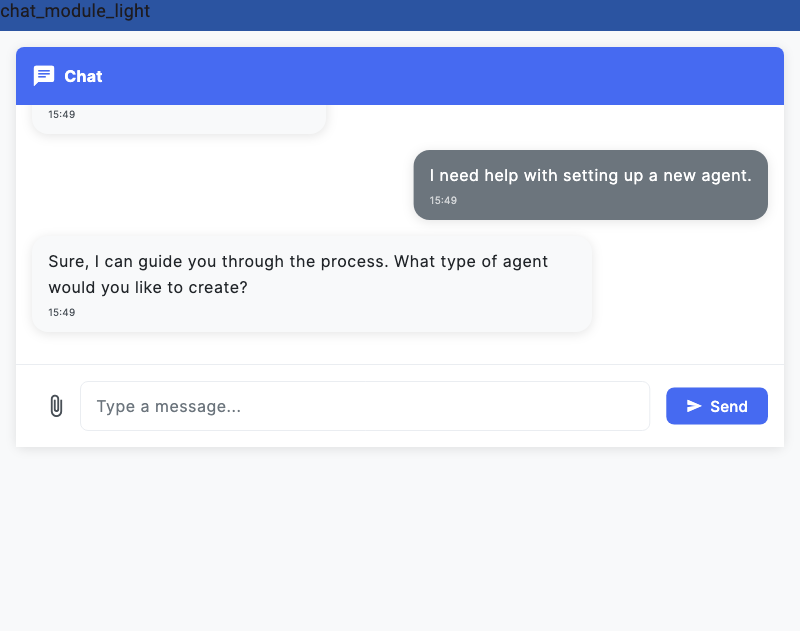 chat_module_light
Chat
15:49
I need help with setting up a new agent.
15:49
Sure, I can guide you through the process. What type of agent
would you like to create?
15:49
Type a message...
Send